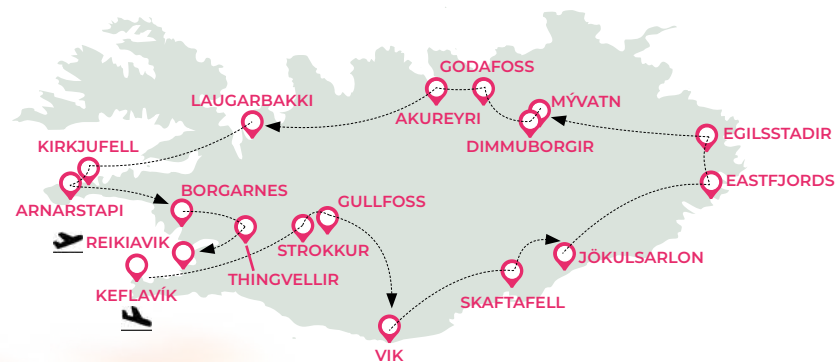 GODAFOSS
MÝVATN
LAUGARBAKKI
AKUREYRI
EGILSSTADIR
DIMMUBORGIR
KIRKJUFELL
EASTFJORDS
BORGARNES
GULLFOSS
ARNARSTAPI
REIKIAVIK
STROKKUR
JÖKULSARLON
THINGVELLIR
SKAFTAFELL
KEFLAVÍK
VIK